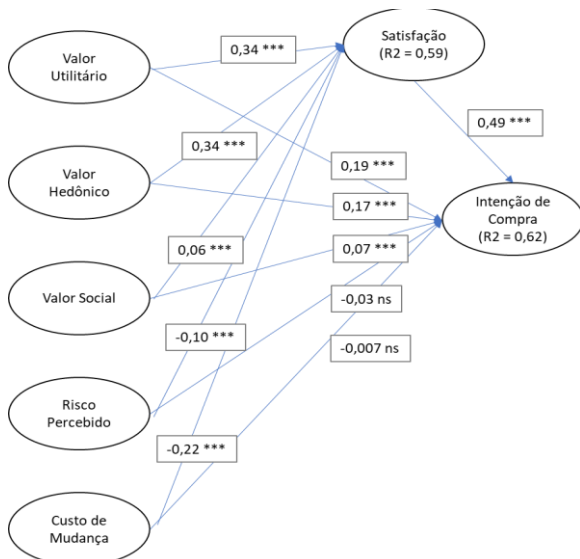 Satisfação
(R2 = 0,59)
Valor
Utilitário
0,34 ***
0,49 ***
Valor
Hedônico
0,34 ***
0,19 ***
0,17 ***
Intenção de
Compra
(R2 = 0,62)
0,06 ***
0,07 ***
Valor Social
-0,03 ns
-0,10 ***
-0,007 ns
Risco
Percebido
-0,22 ***
Custo de
Mudança